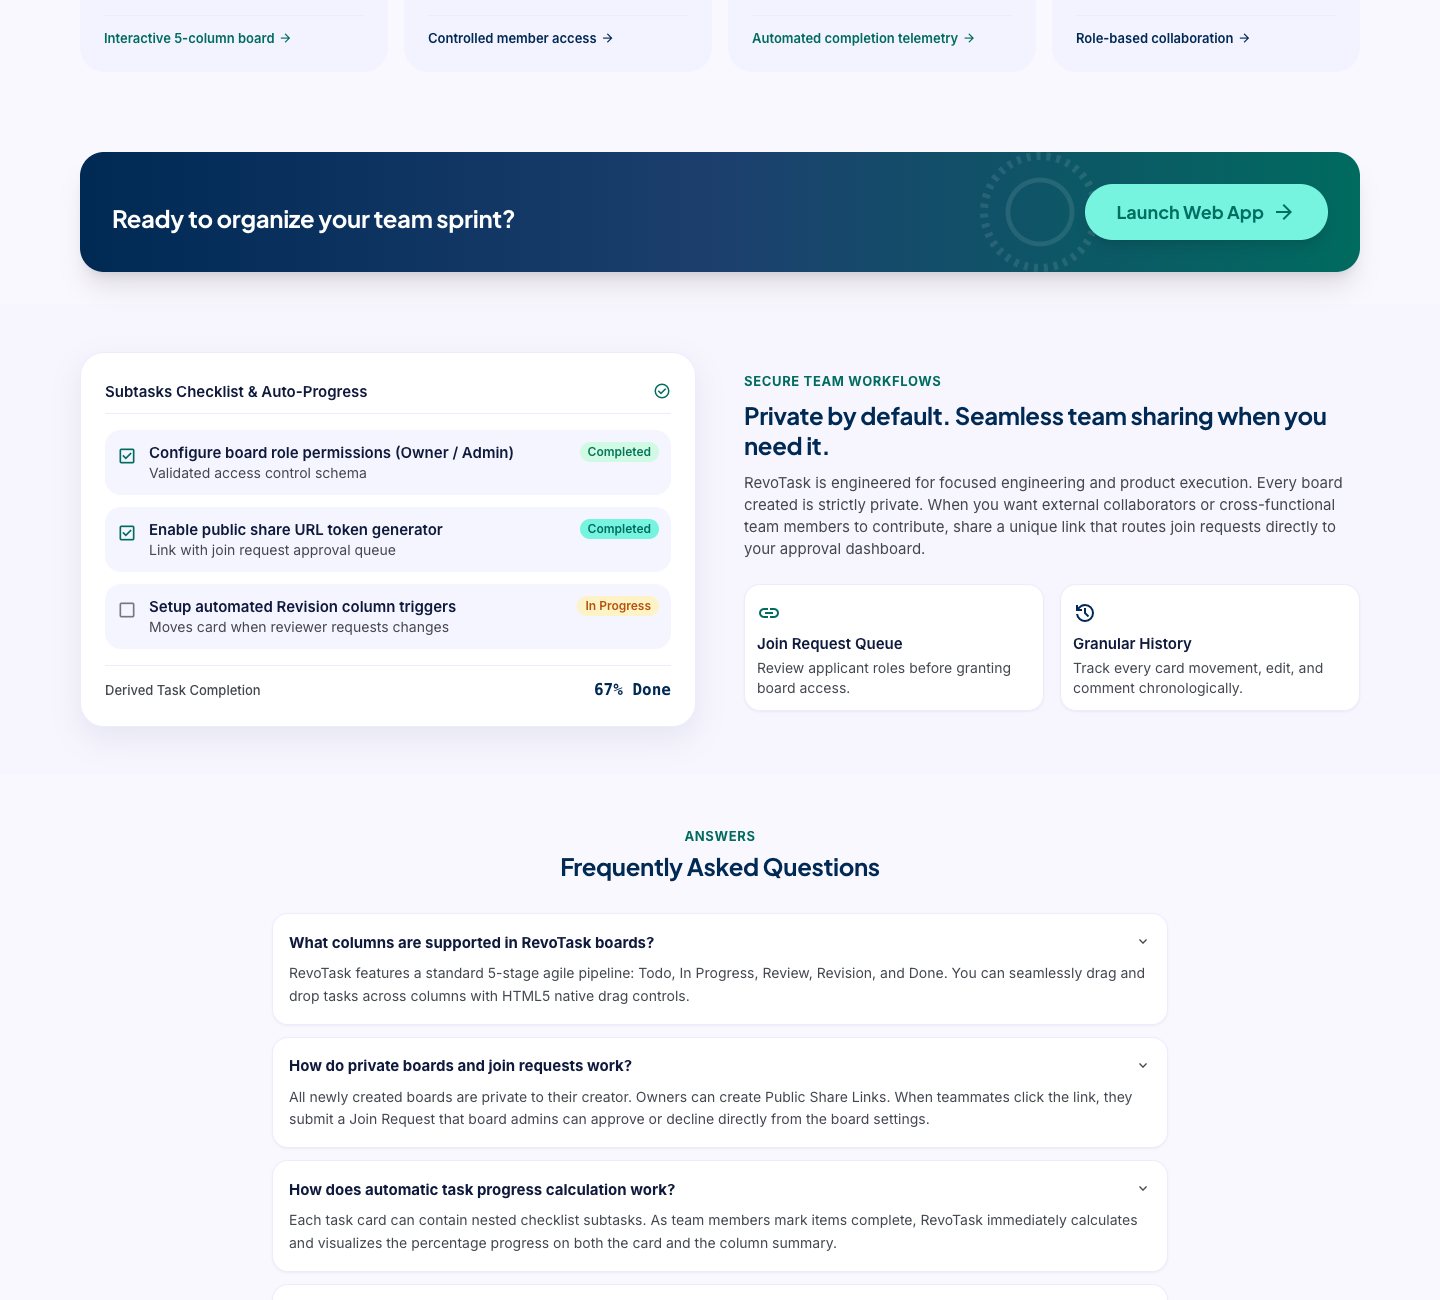 Interactive 5-column board →
Controlled member access →
Automated completion telemetry →
Role-based collaboration →
Ready to organize your team sprint?
Launch Web App →
Subtasks Checklist & Auto-Progress
Configure board role permissions (Owner / Admin)
Completed
Validated access control schema
Enable public share URL token generator
Completed
Link with join request approval queue
Setup automated Revision column triggers
In Progress
Moves card when reviewer requests changes
Derived Task Completion
67% Done
SECURE TEAM WORKFLOWS
Private by default. Seamless team sharing when you
need it.
RevoTask is engineered for focused engineering and product execution. Every board
created is strictly private. When you want external collaborators or cross-functional
team members to contribute, share a unique link that routes join requests directly to
your approval dashboard.
Join Request Queue
Review applicant roles before granting
board access.
Granular History
Track every card movement, edit, and
comment chronologically.
ANSWERS
Frequently Asked Questions
What columns are supported in RevoTask boards?
RevoTask features a standard 5-stage agile pipeline: Todo, In Progress, Review, Revision, and Done. You can seamlessly drag and
drop tasks across columns with HTML5 native drag controls.
How do private boards and join requests work?
All newly created boards are private to their creator. Owners can create Public Share Links. When teammates click the link, they
submit a Join Request that board admins can approve or decline directly from the board settings.
How does automatic task progress calculation work?
Each task card can contain nested checklist subtasks. As team members mark items complete, RevoTask immediately calculates
and visualizes the percentage progress on both the card and the column summary.